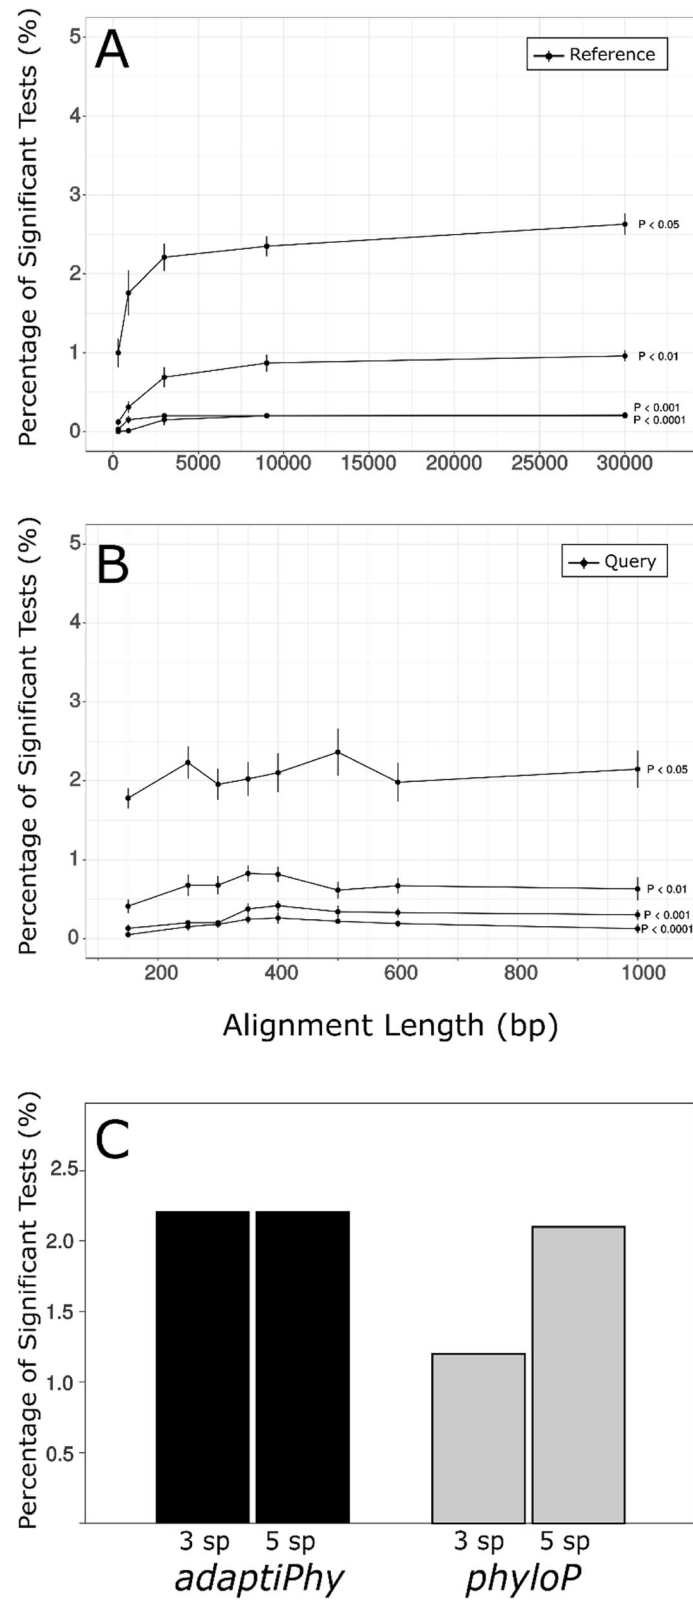 A
Percentage of Significant Tests (%)
Reference
5
4
3
2
1
0
P < 0.05
P < 0.01
P < 0.001
P < 0.0001
0 5000 10000 15000 20000 25000 30000
B
Percentage of Significant Tests (%)
Query
5
4
3
2
1
0
P < 0.05
P < 0.01
P < 0.001
P < 0.0001
200 400 600 800 1000
Alignment Length (bp)
C
Percentage of Significant Tests (%)
2.5
2.0
1.5
1.0
0.5
3 sp 5 sp 3 sp 5 sp
adaptiPhy phyloP